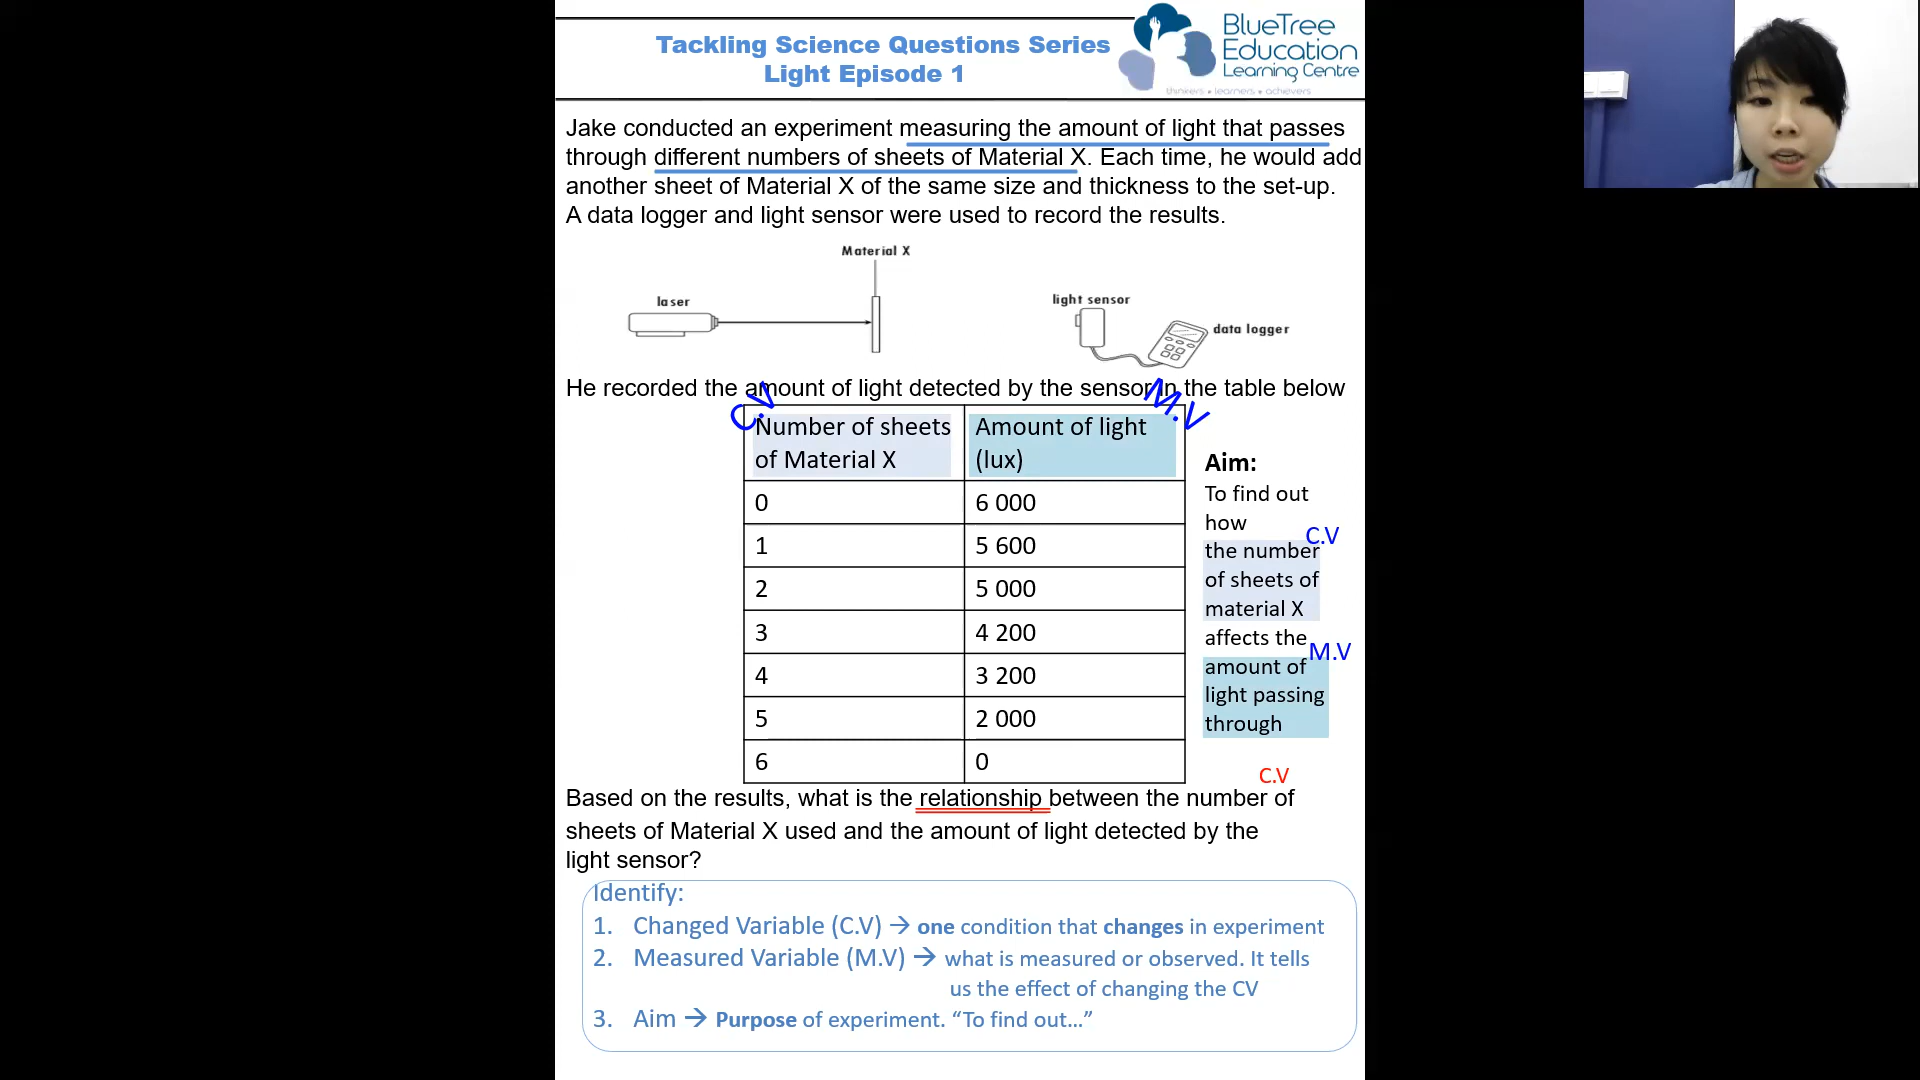 Tackling Science Questions Series
Light Episode 1
BlueTree
Education
Learning Centre
thinkers • learners • achievers
Jake conducted an experiment measuring the amount of light that passes
through different numbers of sheets of Material X. Each time, he would add
another sheet of Material X of the same size and thickness to the set-up.
A data logger and light sensor were used to record the results.
Material X
laser
light sensor
data logger
He recorded the amount of light detected by the sensor in the table below
C.V
M.V
Number of sheets
of Material X
Amount of light
(lux)
0
6 000
1
5 600
2
5 000
3
4 200
4
3 200
5
2 000
6
0
Aim:
To find out
how
C.V
the number
of sheets of
material X
affects the
M.V
amount of
light passing
through
C.V
Based on the results, what is the relationship between the number of
sheets of Material X used and the amount of light detected by the
light sensor?
Identify:
1. Changed Variable (C.V) → one condition that changes in experiment
2. Measured Variable (M.V) → what is measured or observed. It tells
us the effect of changing the CV
3. Aim → Purpose of experiment. “To find out...”